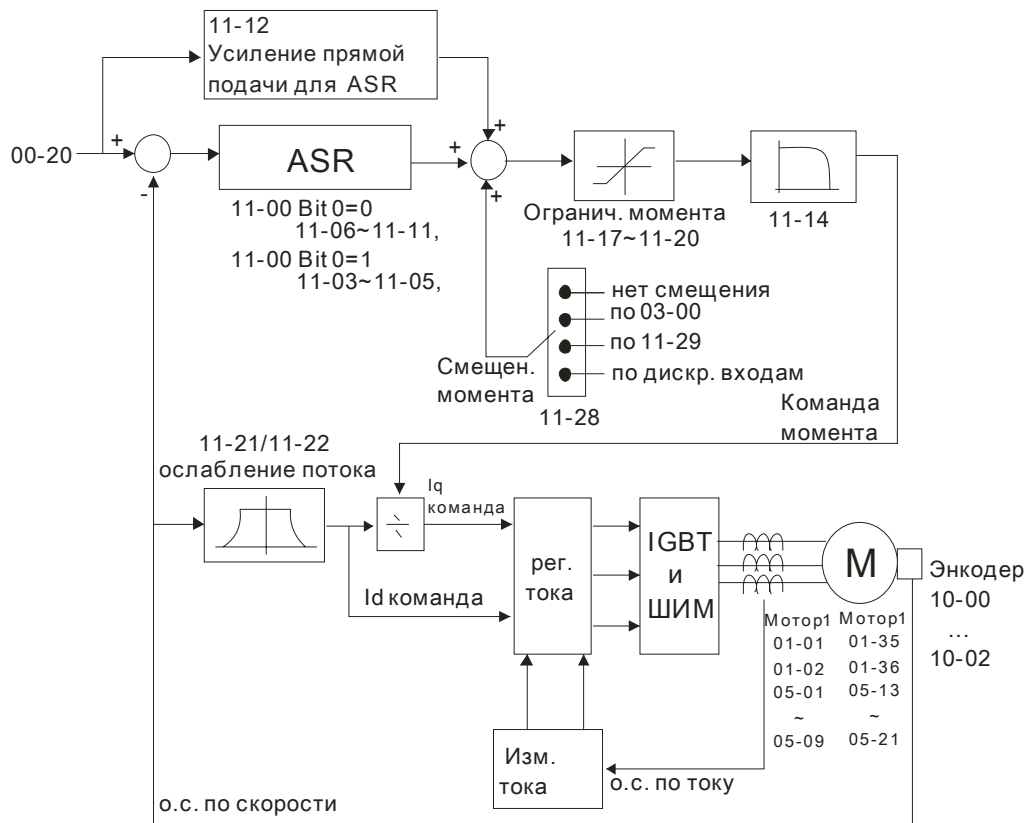 11-12
Усиление прямой
подачи для ASR
00-20
+
-
ASR
+
+
+
11-00 Bit 0=0
11-06~11-11,
11-00 Bit 0=1
11-03~11-05,
Огранич. момента
11-17~11-20
11-14
нет смещения
по 03-00
по 11-29
по дискр. входам
Смещен.
момента
11-28
Команда
момента
11-21/11-22
ослабление потока
Iq
команда
Id команда
рег.
тока
IGBT
и
ШИМ
M
Энкодер
10-00
...
10-02
Мотор1
01-01
01-02
05-01
~
05-09
Мотор1
01-35
01-36
05-13
~
05-21
Изм.
тока
о.с. по току
о.с. по скорости